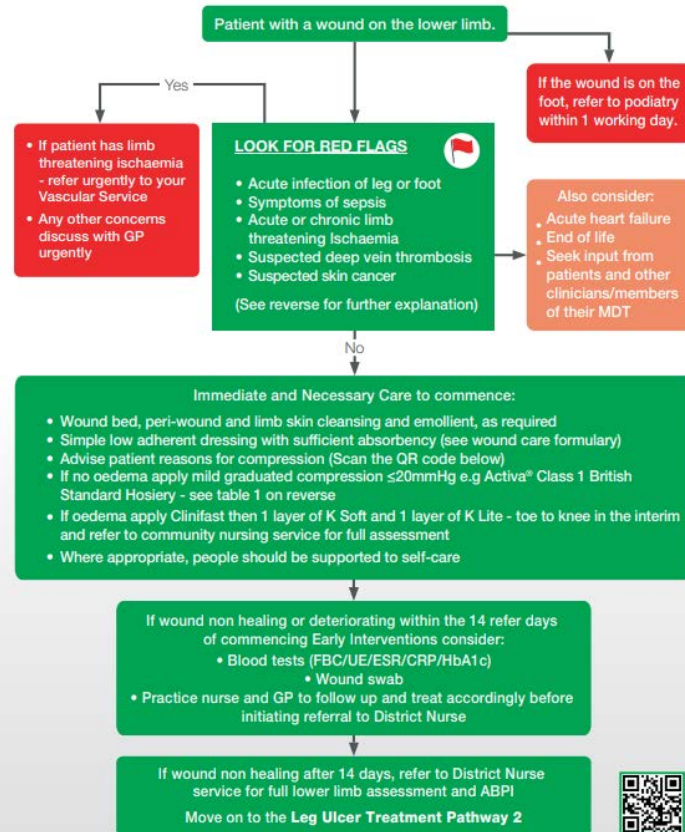 Patient with a wound on the lower limb.
If the wound is on the
foot, refer to podiatry
within 1 working day.
Yes
• If patient has limb
threatening ischaemia
- refer urgently to your
Vascular Service
• Any other concerns
discuss with GP
urgently
LOOK FOR RED FLAGS
• Acute infection of leg or foot
• Symptoms of sepsis
• Acute or chronic limb
threatening Ischaemia
• Suspected deep vein thrombosis
• Suspected skin cancer
(See reverse for further explanation)
Also consider:
• Acute heart failure
• End of life
• Seek input from
patients and other
clinicians/members
of their MDT
No
Immediate and Necessary Care to commence:
• Wound bed, peri-wound and limb skin cleansing and emollient, as required
• Simple low adherent dressing with sufficient absorbency (see wound care formulary)
• Advise patient reasons for compression (Scan the QR code below)
• If no oedema apply mild graduated compression ≤20mmHg e.g Activa® Class 1 British
Standard Hosiery - see table 1 on reverse
• If oedema apply Clinifast then 1 layer of K Soft and 1 layer of K Lite - toe to knee in the interim
and refer to community nursing service for full assessment
• Where appropriate, people should be supported to self-care
If wound non healing or deteriorating within the 14 refer days
of commencing Early Interventions consider:
• Blood tests (FBC/UE/ESR/CRP/HbA1c)
• Wound swab
• Practice nurse and GP to follow up and treat accordingly before
initiating referral to District Nurse
If wound non healing after 14 days, refer to District Nurse
service for full lower limb assessment and ABPI
Move on to the Leg Ulcer Treatment Pathway 2